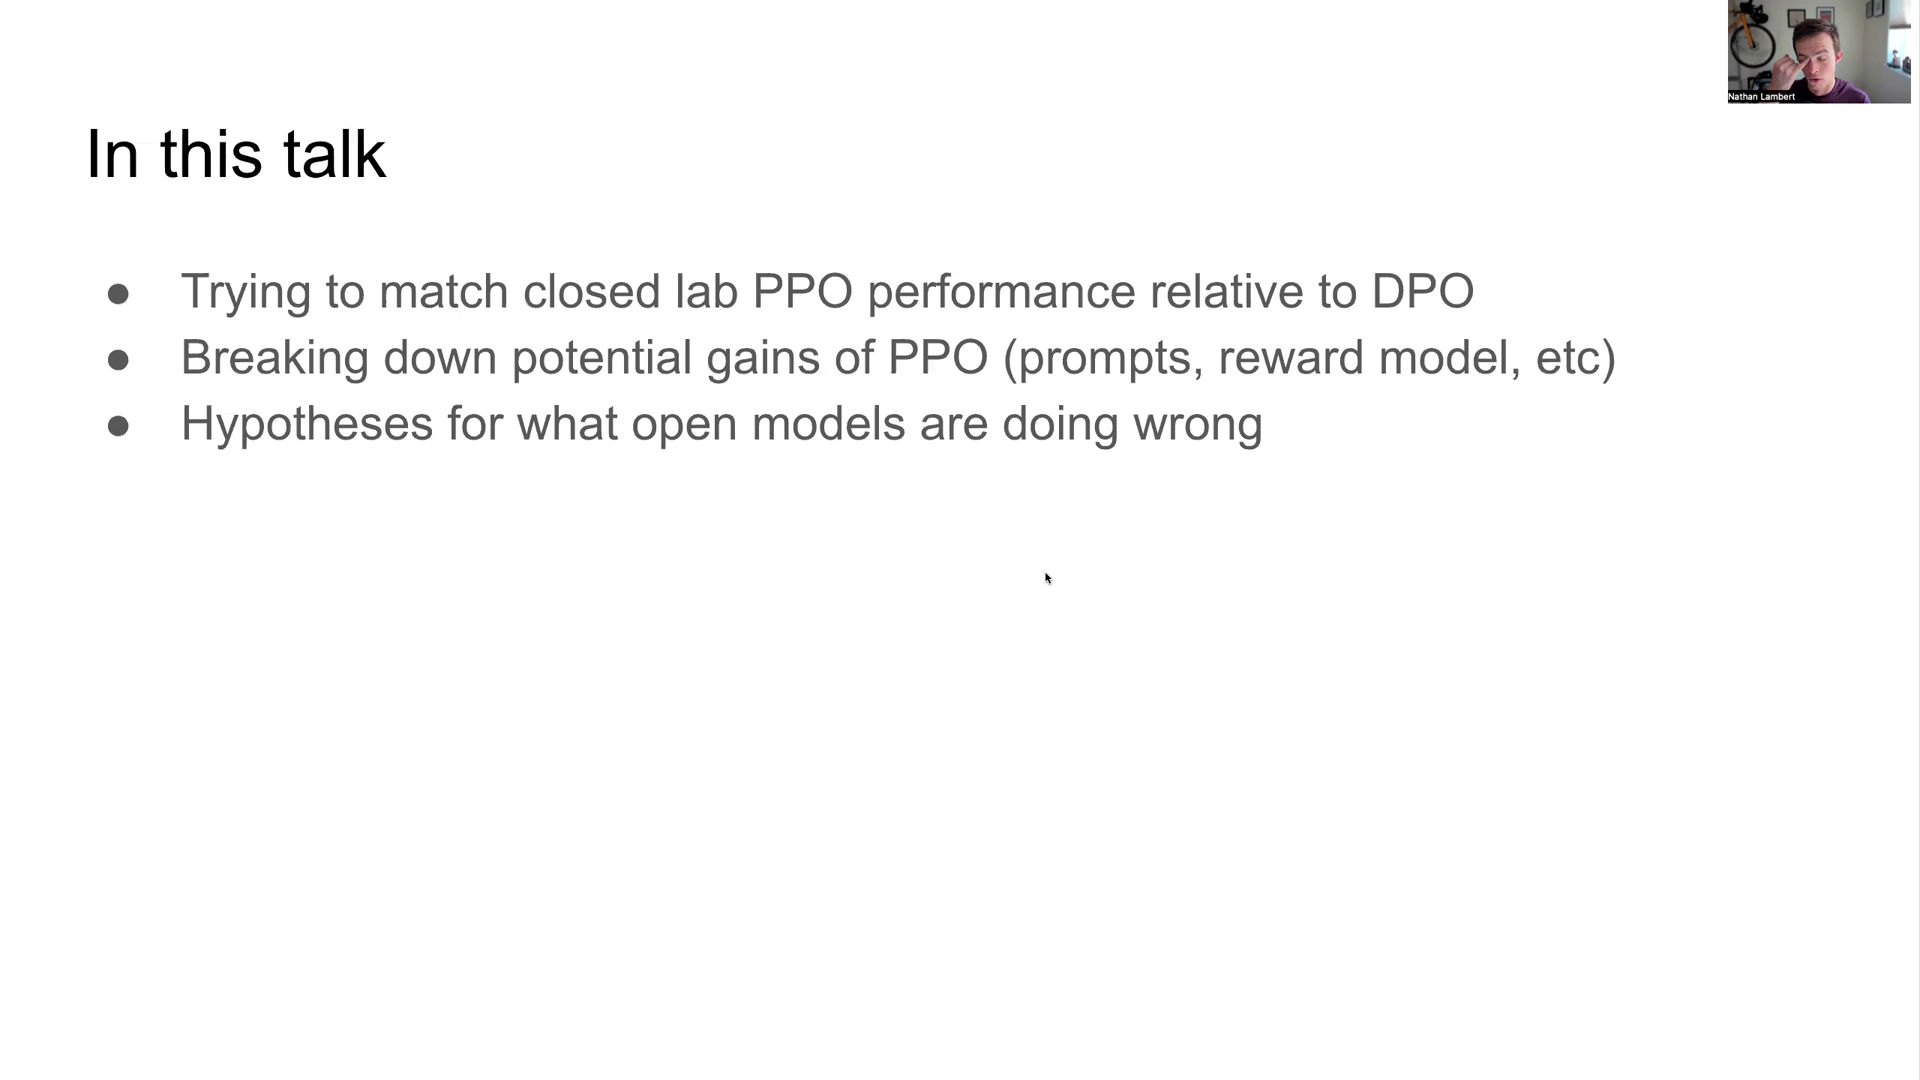 Nathan Lambert
In this talk
● Trying to match closed lab PPO performance relative to DPO
● Breaking down potential gains of PPO (prompts, reward model, etc)
● Hypotheses for what open models are doing wrong